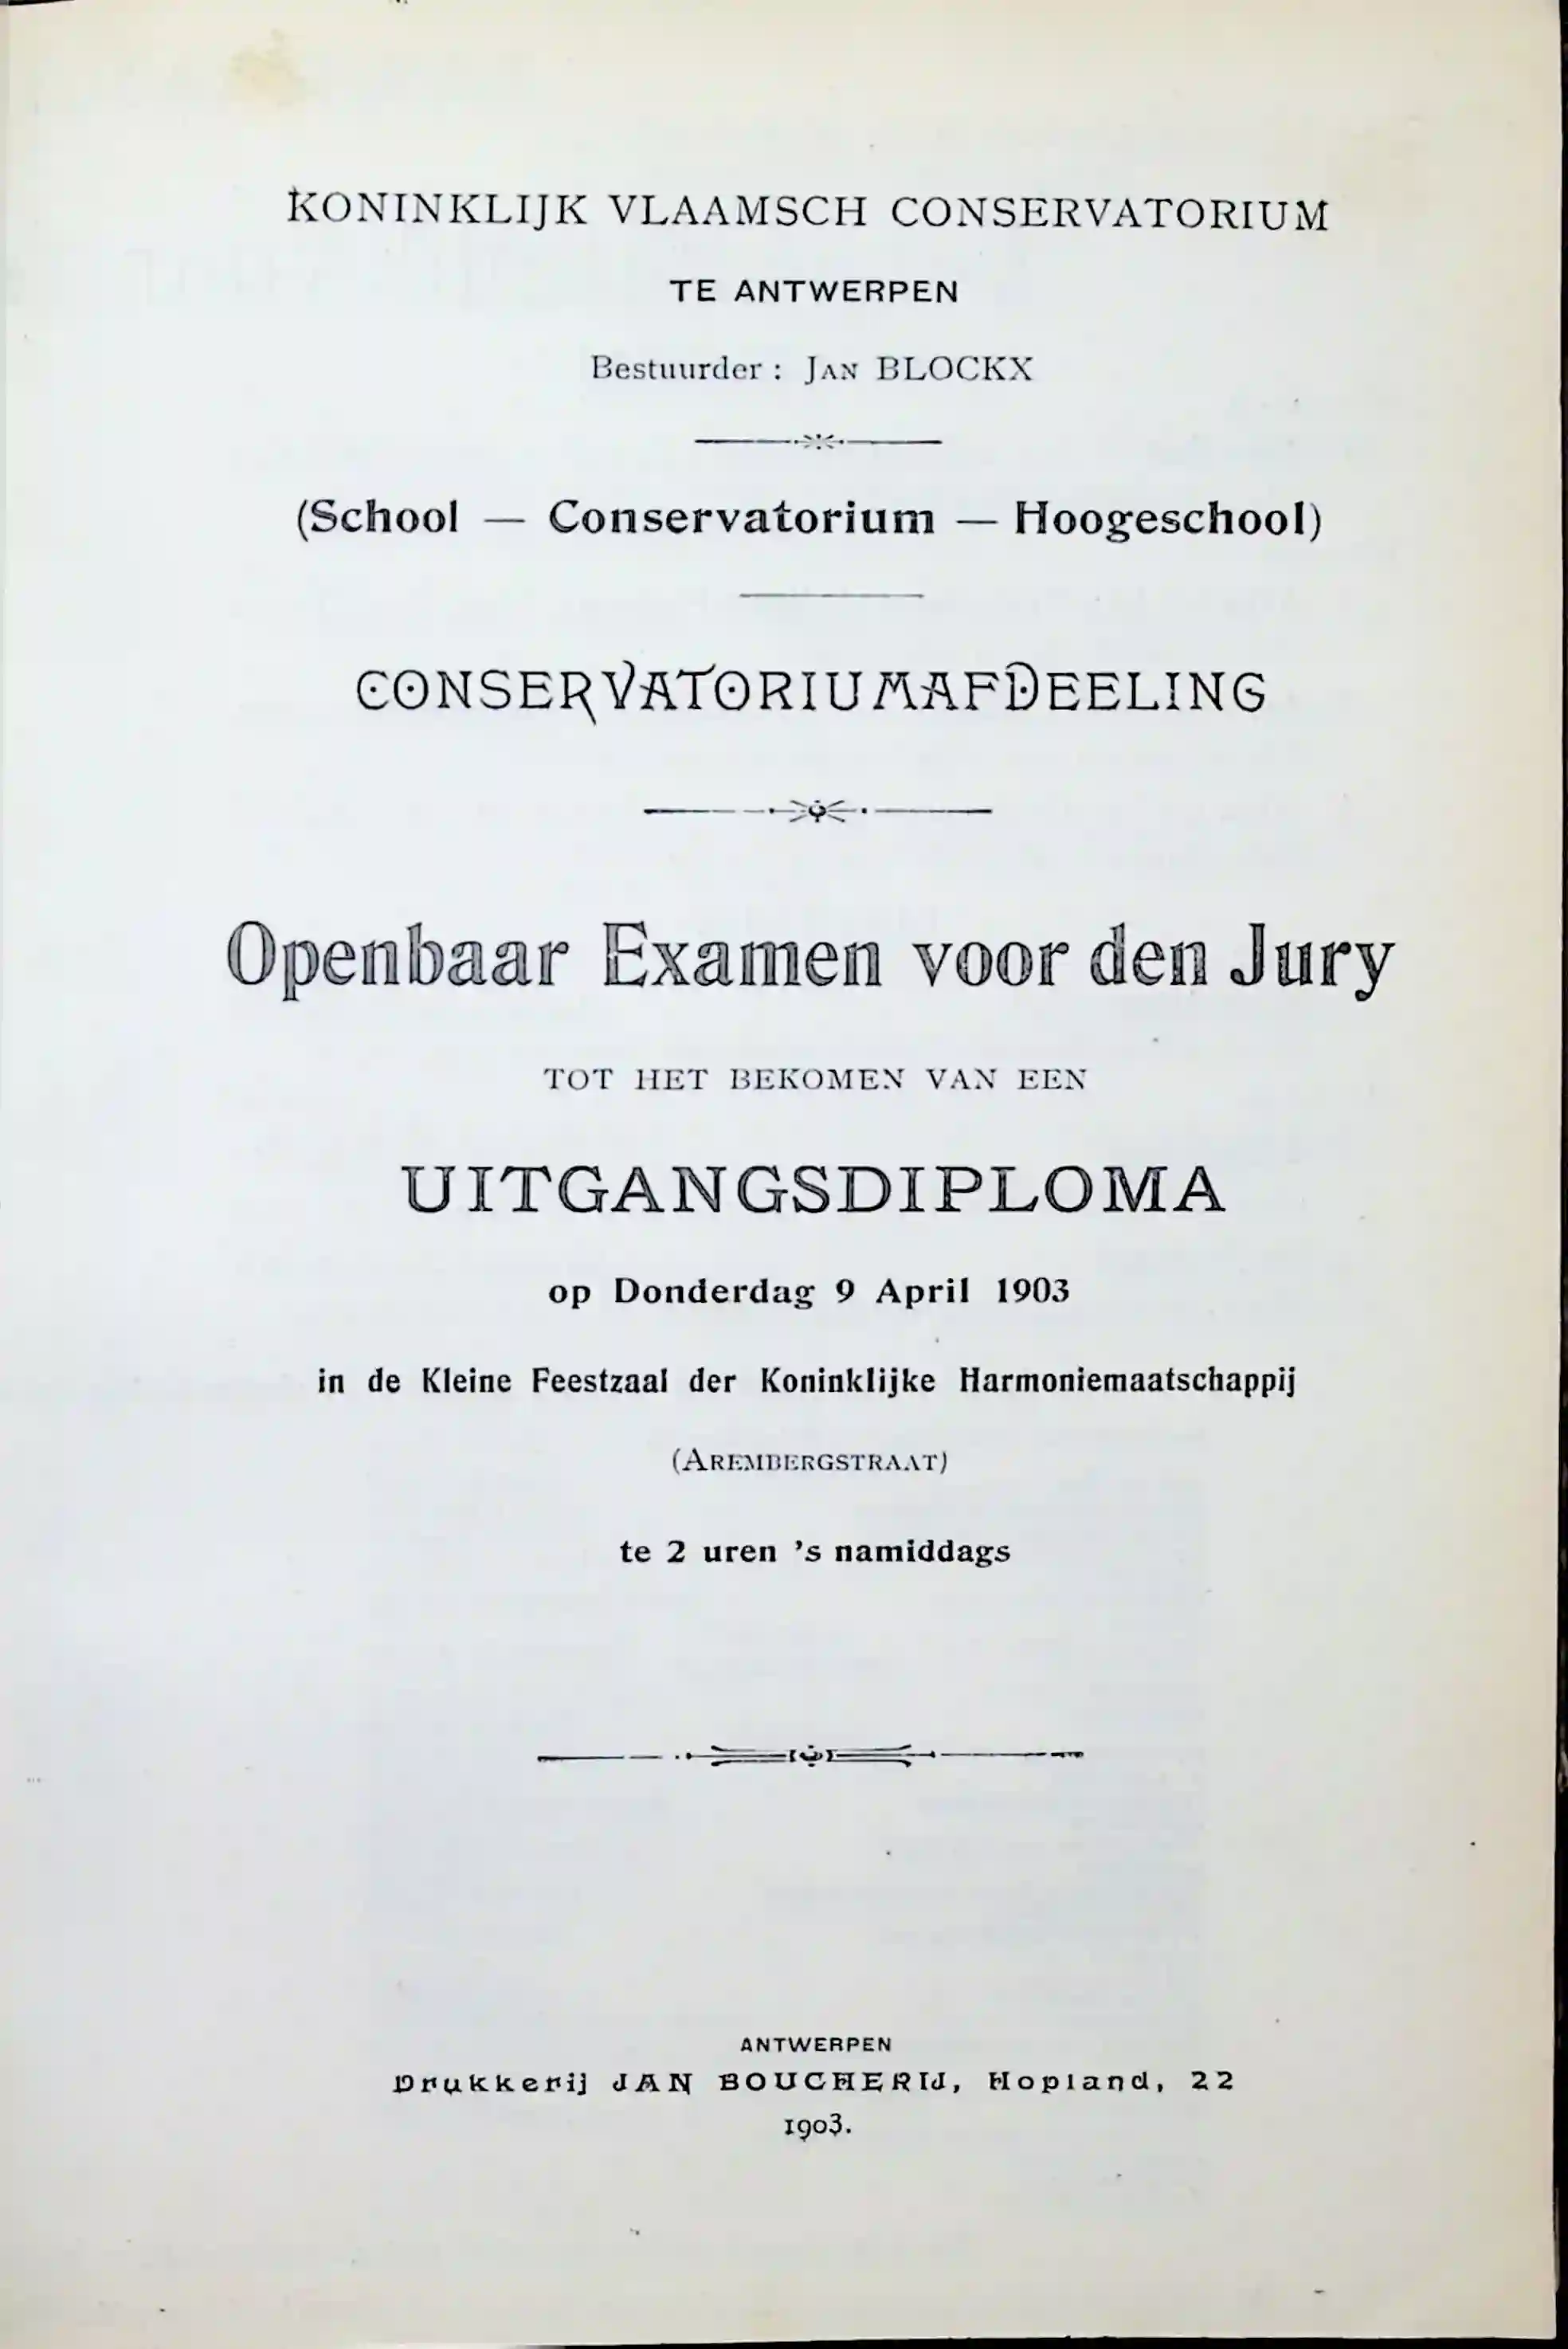 KONINKLIJK VLAAMSCH CONSERVATORIUM
TE ANTWERPEN
Bestuurder : JAN BLOCKX
(School — Conservatorium — Hoogeschool)
CONSERVATORIUMAFDEELING
Openbaar Examen voor den Jury
TOT HET BEKOMEN VAN EEN
UITGANGSDIPLOMA
op Donderdag 9 April 1903
in de Kleine Feestzaal der Koninklijke Harmoniemaatschappij
(AREMBERGSTRAAT)
te 2 uren 's namiddags
ANTWERPEN
Drukkerij JAN BOUCHERIJ, Hopland, 22
1903.